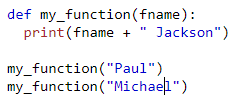 def my_function(fname):
  print(fname + " Jackson")
my_function("Paul")
my_function("Michael")